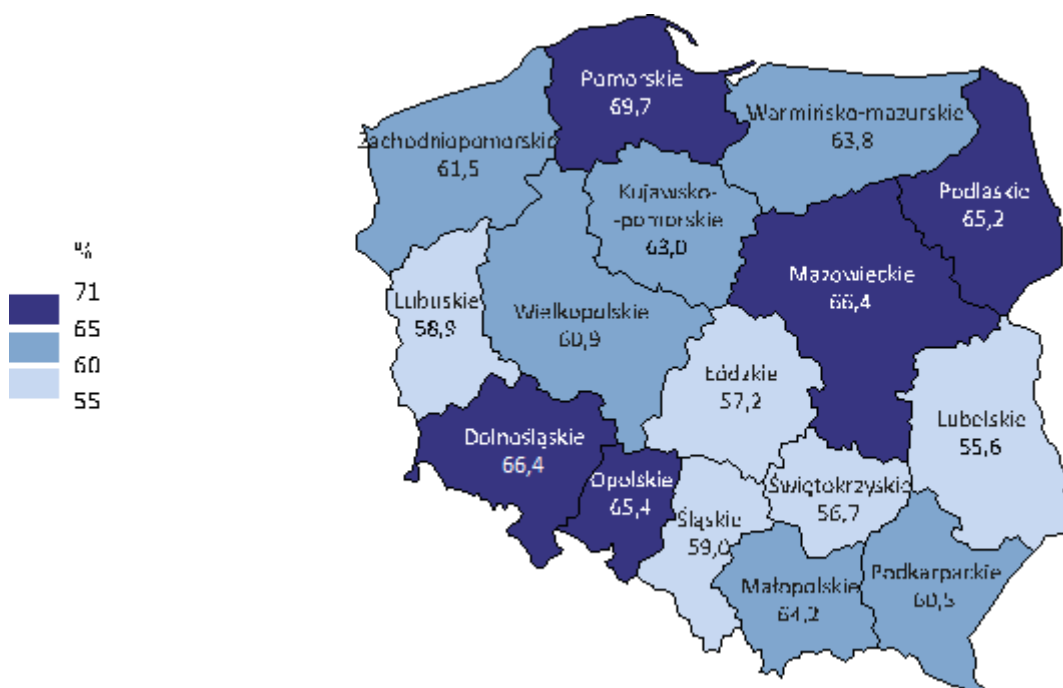 Pomorskie
69,7
Warmińsko-mazurskie
63,8
Zachodniopomorskie
61,5
Podlaskie
65,2
Kujawsko-
-pomorskie
63,0
%
71
65
60
55
Mazowieckie
66,4
Lubuskie
58,9
Wielkopolskie
60,9
Łódzkie
57,2
Lubelskie
55,6
Dolnośląskie
66,4
Opolskie
65,4
Świętokrzyskie
56,7
Śląskie
59,0
Małopolskie
64,2
Podkarpackie
60,5